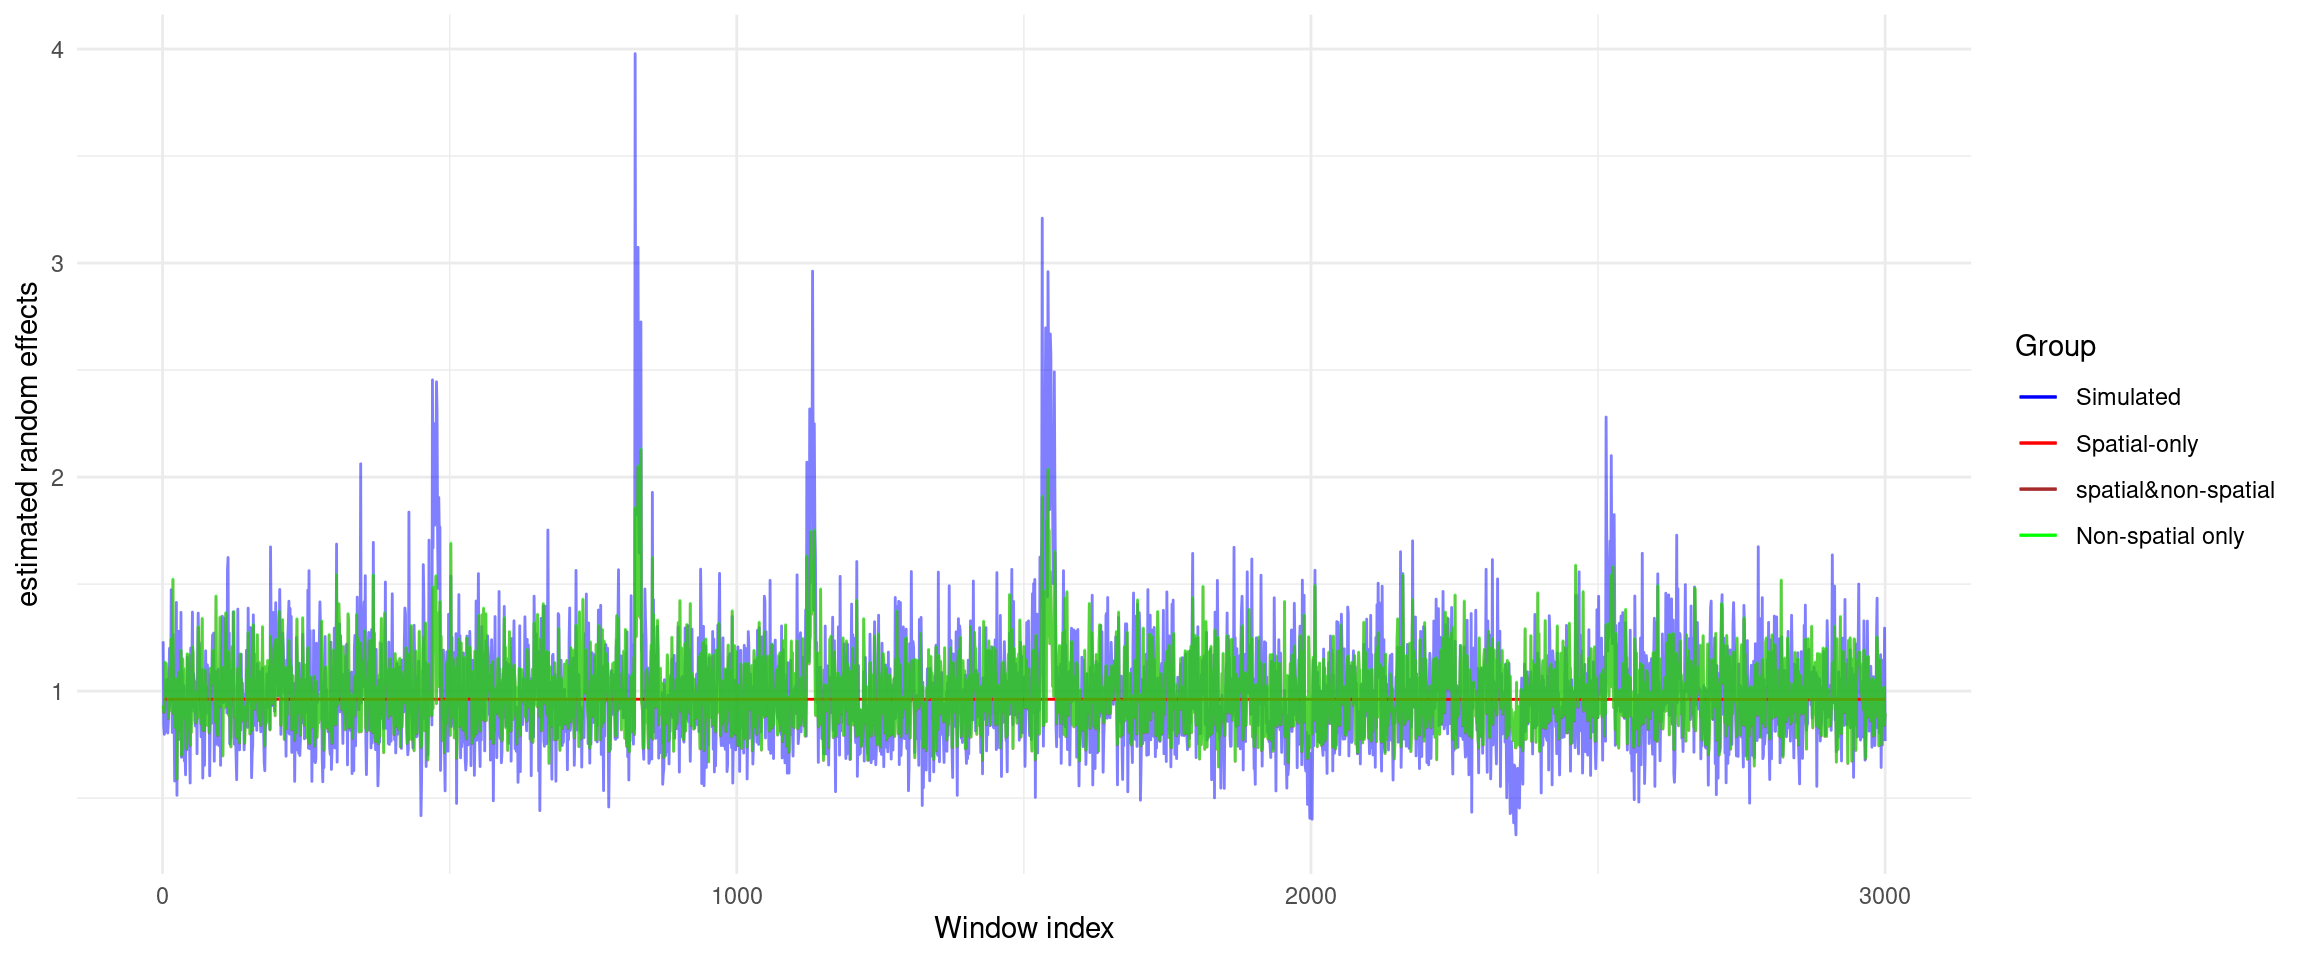 4
3
2
1
estimated random effects
0
1000
2000
3000
Window index
Group
Simulated
Spatial-only
spatial&non-spatial
Non-spatial only